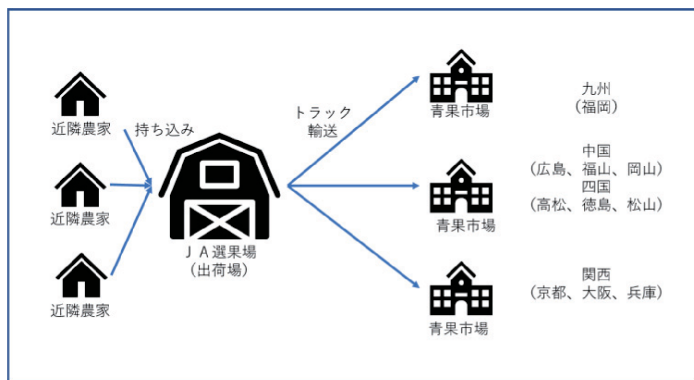 近隣農家
近隣農家
近隣農家
持ち込み
ＪＡ選果場
（出荷場）
トラック
輸送
青果市場
九州
（福岡）
青果市場
中国
（広島、福山、岡山）
四国
（高松、徳島、松山）
青果市場
関西
（京都、大阪、兵庫）